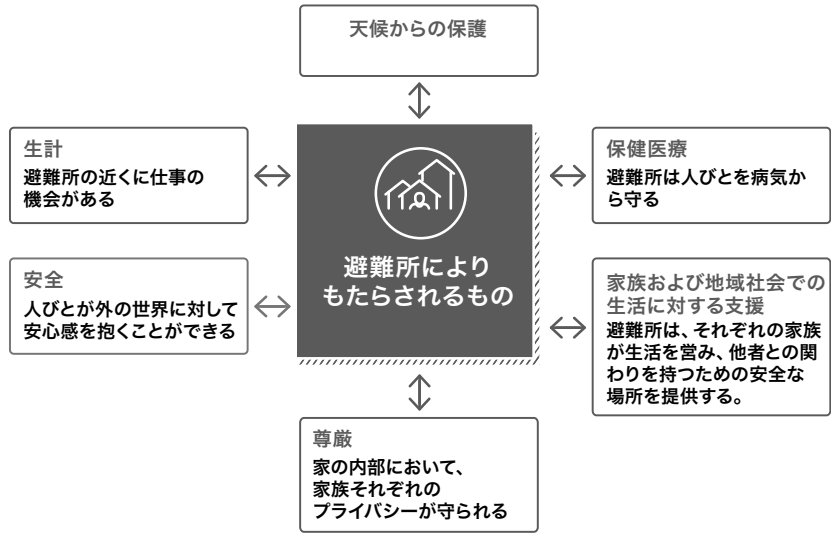 天候からの保護
生計
避難所の近くに仕事の
機会がある
保健医療
避難所は人びとを病気か
ら守る
避難所により
もたらされるもの
安全
人びとが外の世界に対して
安心感を抱くことができる
家族および地域社会での
生活に対する支援
避難所は、それぞれの家族
が生活を営み、他者との関
わりを持つための安全な
場所を提供する。
尊厳
家の内部において、
家族それぞれの
プライバシーが守られる